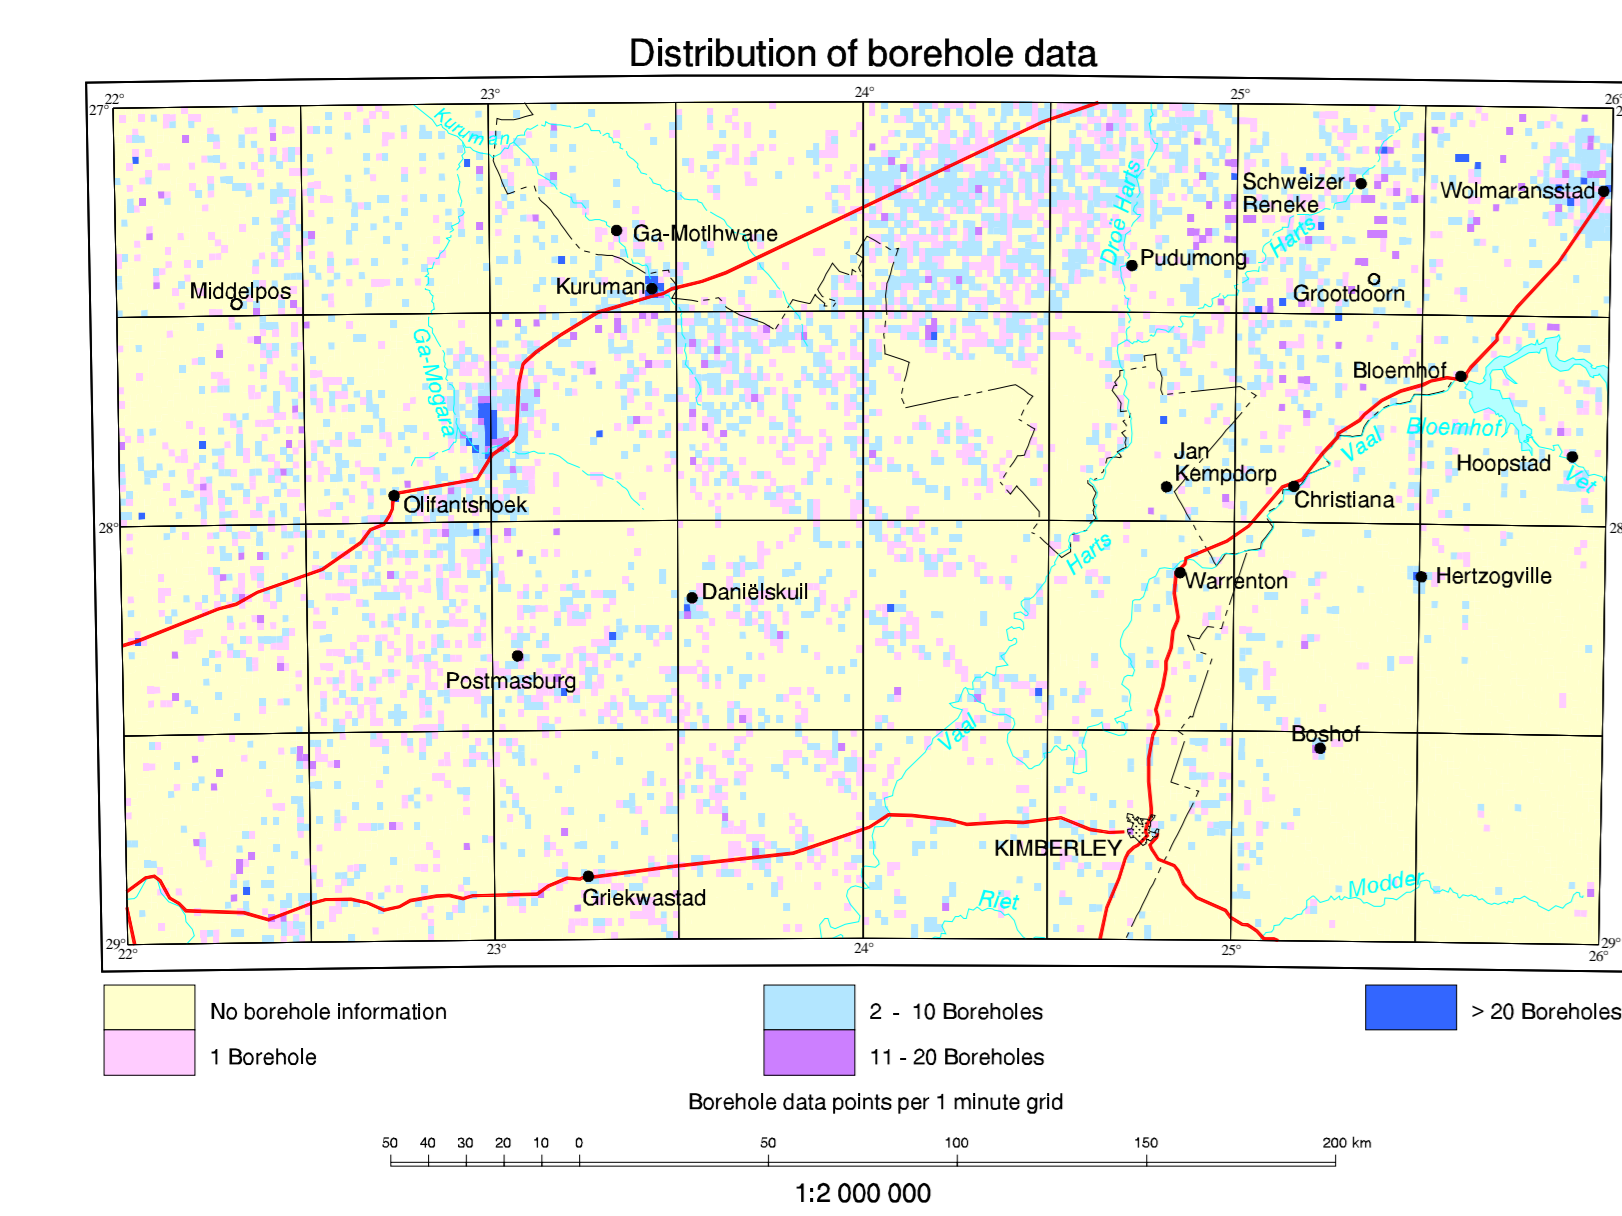 Distribution of borehole data
22° 23° 24° 25° 26°
27° 2
Kuruman
Droë Harts
Schweizer
Reneke
Wolmaransstad
Harts
Ga-Motlhwane
Pudumong
Kuruman
Middelpos
Grootdoorn
Ga-Mogara
Bloemhof
Bloemhof
Vaal
Jan
Kempdorp
Hoopstad
Vet
Olifantshoek
Christiana
28° 28
Harts
Warrenton
Hertzogville
Daniëlskuil
Postmasburg
Vaal
Boshof
KIMBERLEY
Griekwastad
Riet
Modder
29° 29°
22° 23° 24° 25° 26°
No borehole information
1 Borehole
2 - 10 Boreholes
11 - 20 Boreholes
> 20 Boreholes
Borehole data points per 1 minute grid
50 40 30 20 10 0 50 100 150 200 km
1:2 000 000